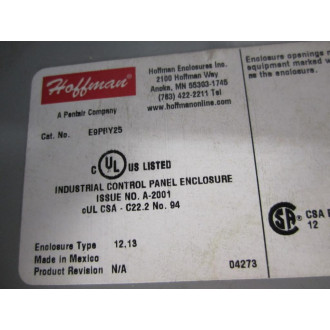 Hoffman
A Pentair Company
Hoffman Enclosures Inc.
2100 Hoffman Way
Anoka, MN 55303-1745
(763) 422-2211 Tel
www.hoffmanonline.com
Enclosure openings
equipment marked w
as the enclosure.
Cat. No. E9PBY25
c UL US LISTED
INDUSTRIAL CONTROL PANEL ENCLOSURE
ISSUE NO. A-2001
cUL CSA - C22.2 No. 94
Enclosure Type 12,13
Made in Mexico
Product Revision N/A
04273
CSA
12